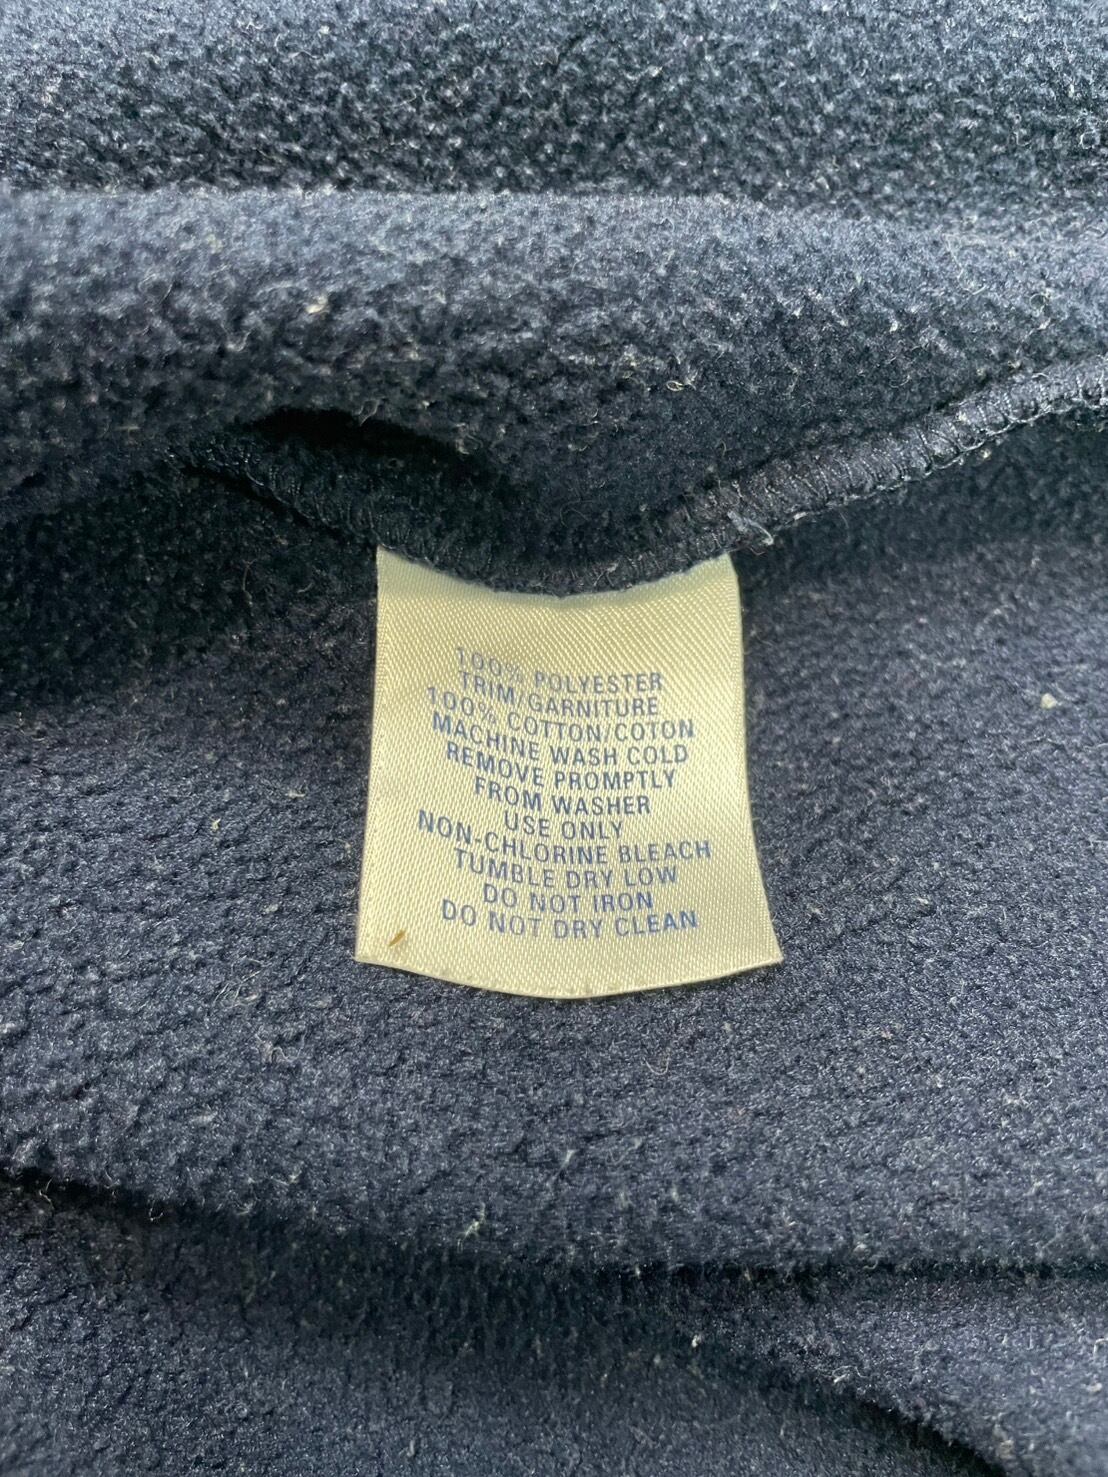 100% POLYESTER
TRIM/GARNITURE
100% COTTON/COTON
MACHINE WASH COLD
REMOVE PROMPTLY
FROM WASHER
USE ONLY
NON-CHLORINE BLEACH
TUMBLE DRY LOW
DO NOT IRON
DO NOT DRY CLEAN